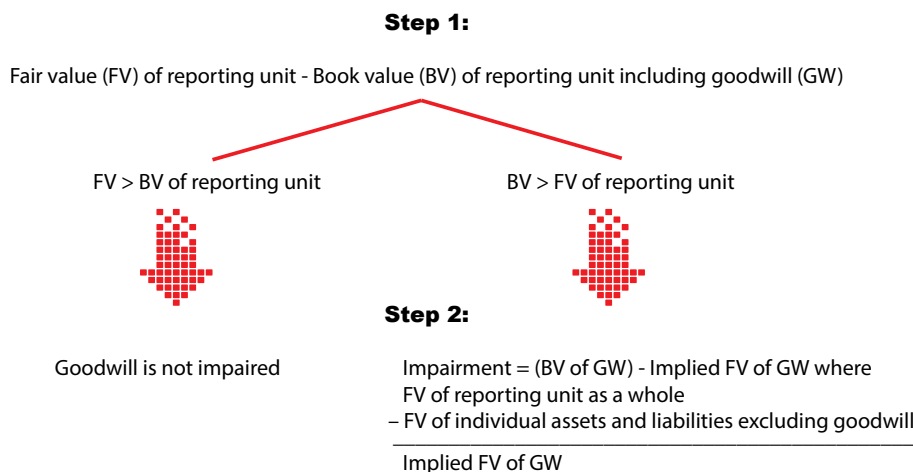 Step 1:
Fair value (FV) of reporting unit - Book value (BV) of reporting unit including goodwill (GW)
FV > BV of reporting unit
BV > FV of reporting unit
Step 2:
Goodwill is not impaired
Impairment = (BV of GW) - Implied FV of GW where
FV of reporting unit as a whole
– FV of individual assets and liabilities excluding goodwill
Implied FV of GW